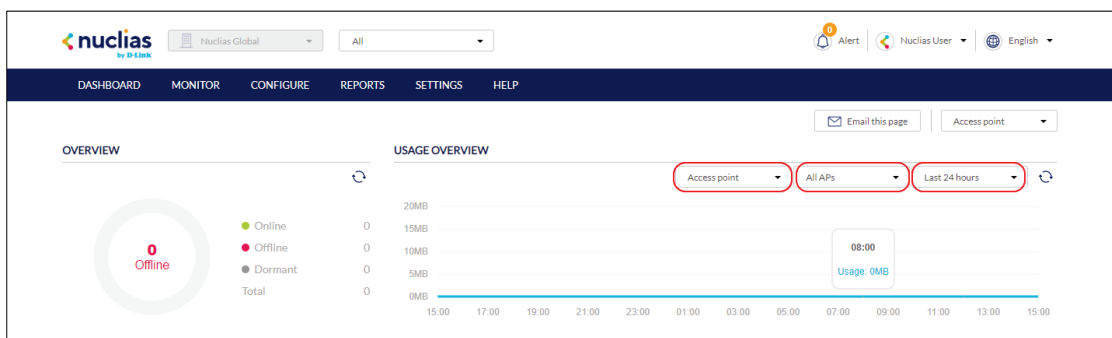 nuclias
by D-Link
Nuclias Global
All
0
Alert
Nuclias User
English
DASHBOARD MONITOR CONFIGURE REPORTS SETTINGS HELP
Email this page
Access point
OVERVIEW
0
Offline
Online 0
Offline 0
Dormant 0
Total 0
USAGE OVERVIEW
Access point
All APs
Last 24 hours
20MB
15MB
10MB
5MB
0MB
08:00
Usage: 0MB
15:00 17:00 19:00 21:00 23:00 01:00 03:00 05:00 07:00 09:00 11:00 13:00 15:00